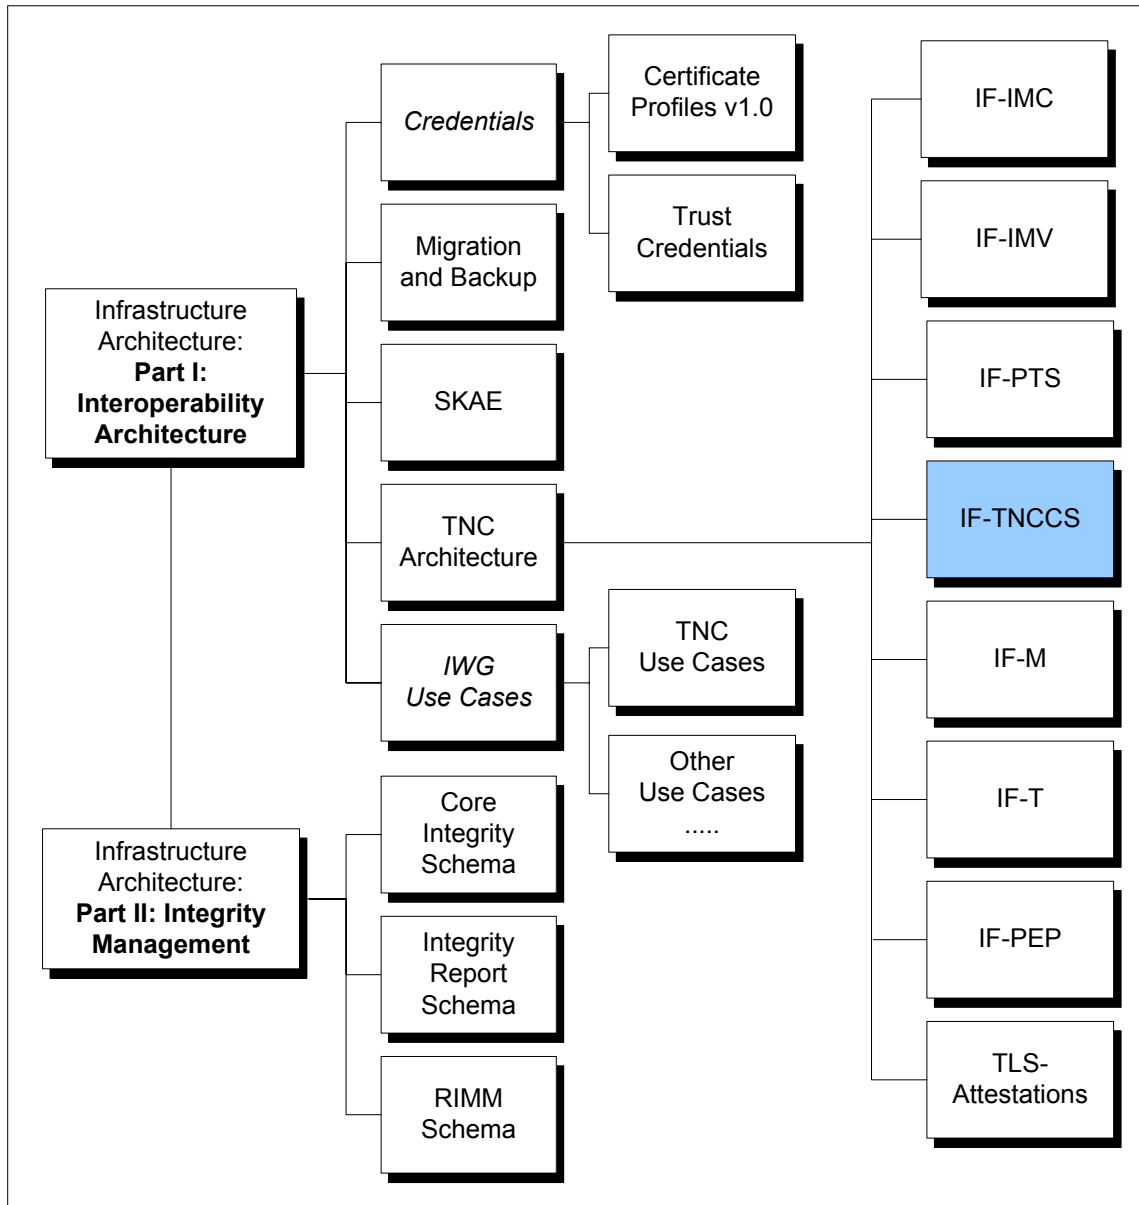 Infrastructure
Architecture:
Part I:
Interoperability
Architecture
Credentials
Certificate
Profiles v1.0
Trust
Credentials
Migration
and Backup
SKAE
TNC
Architecture
IF-IMC
IF-IMV
IF-PTS
IF-TNCCS
IF-M
IF-T
IF-PEP
TLS-
Attestations
IWG
Use Cases
TNC
Use Cases
Other
Use Cases
.....
Infrastructure
Architecture:
Part II: Integrity
Management
Core
Integrity
Schema
Integrity
Report
Schema
RIMM
Schema